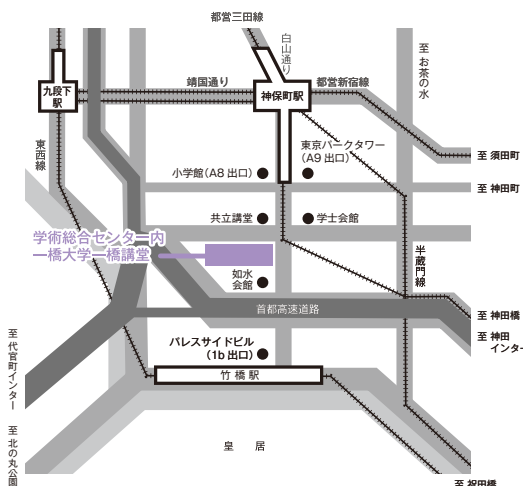 都営三田線
白山通り
至 お茶の水
靖国通り
都営新宿線
九段下
駅
神保町駅
東西線
東京パークタワー
（A9 出口）
至 須田町
小学館（A8 出口）
至 神田町
共立講堂
学士会館
学術総合センター内
一橋大学一橋講堂
半蔵門線
如水
会館
首都高速道路
至 神田橋
至 神田
インター
至 代官町インター
パレスサイドビル
（1b 出口）
竹 橋 駅
至 北の丸公園
皇 居
至 祝田橋